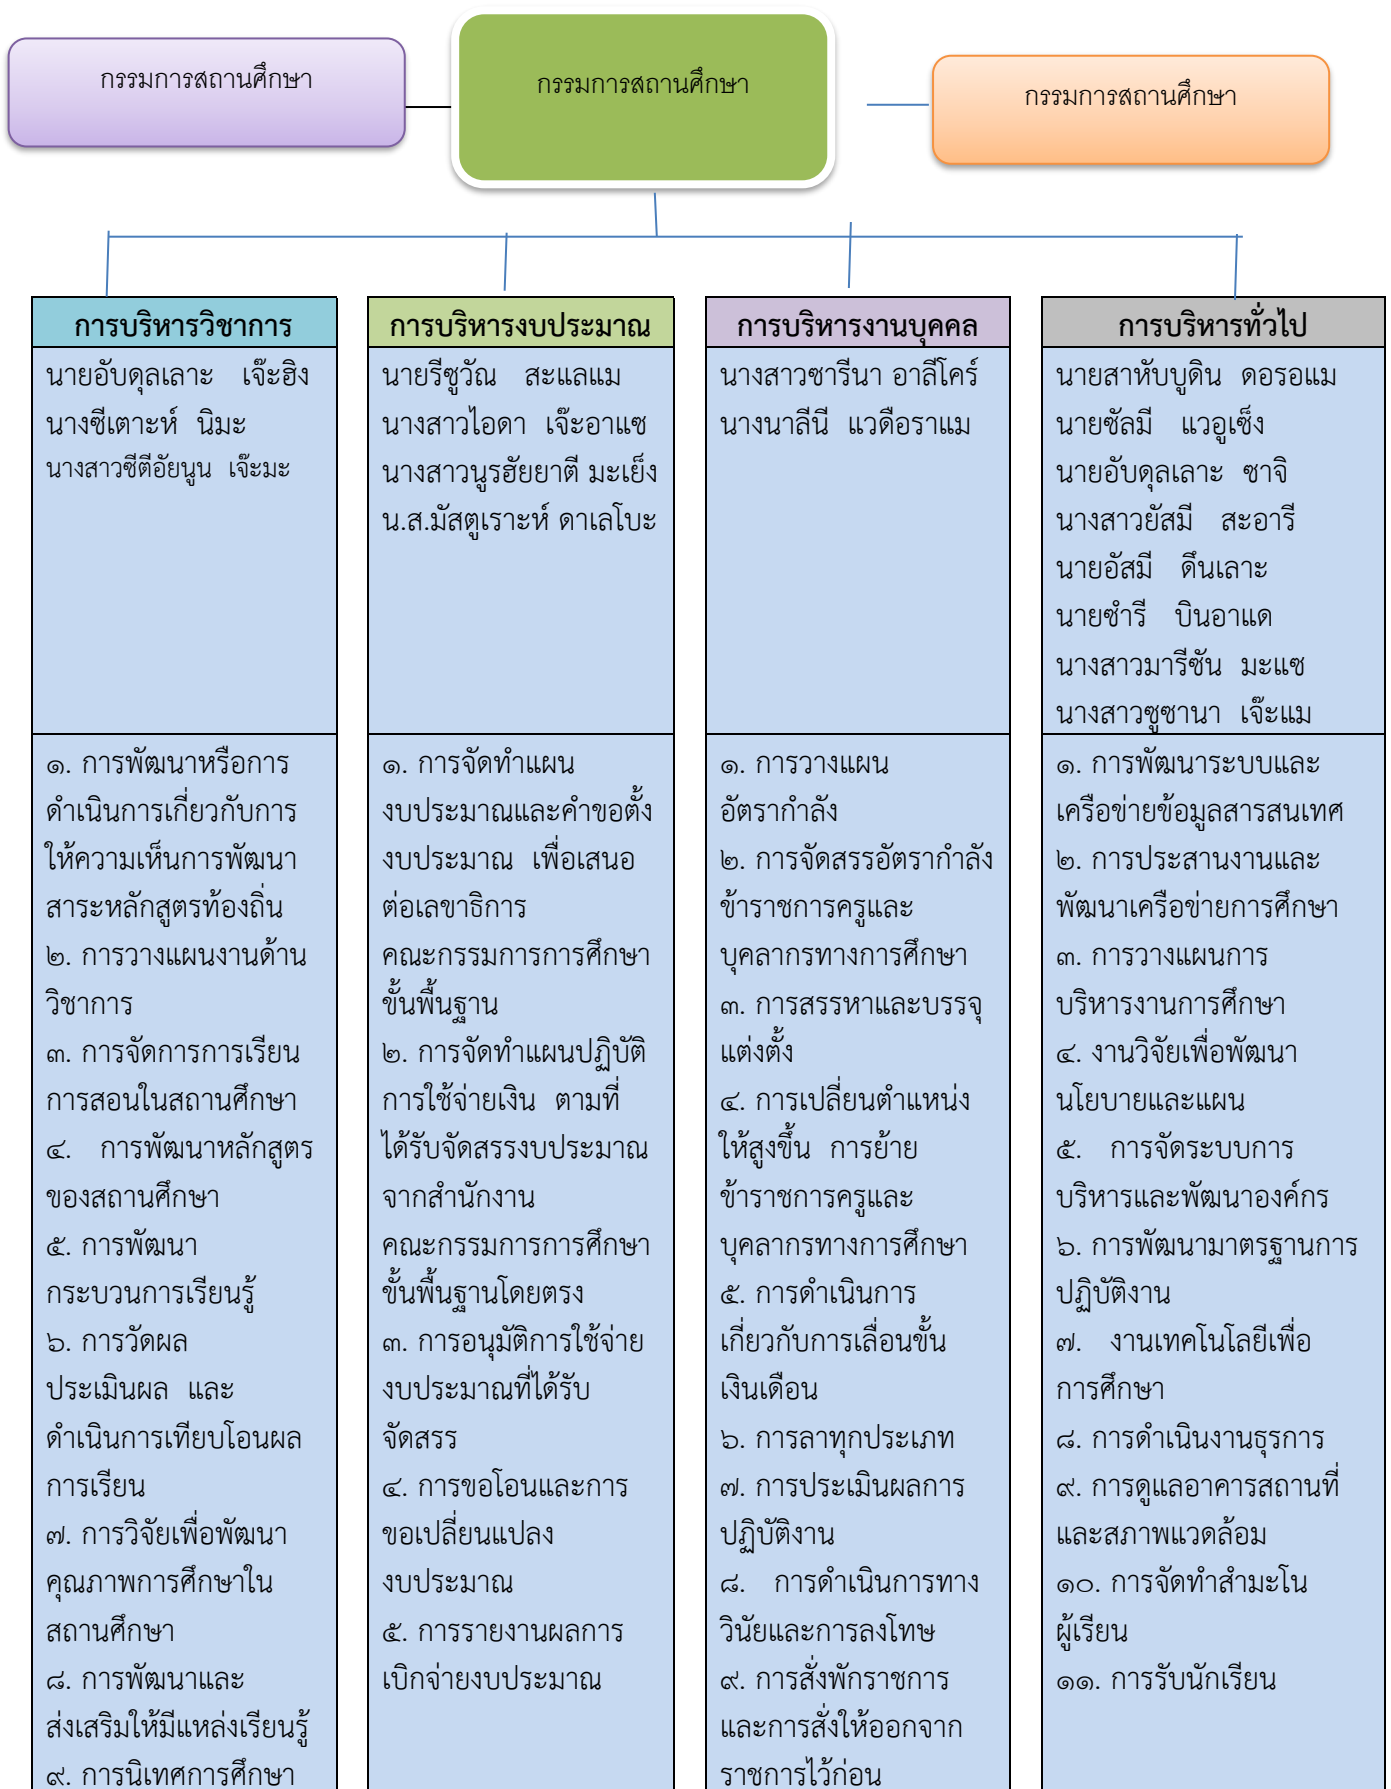 กรรมการสถานศึกษา
กรรมการสถานศึกษา
กรรมการสถานศึกษา
การบริหารวิชาการ
นายอับดุลเลาะ เจ๊ะฮิง
นางซีเตาะห์ นิมะ
นางสาวซีตีอัยนูน เจ๊ะมะ
๑. การพัฒนาหรือการ
ดำเนินการเกี่ยวกับการ
ให้ความเห็นการพัฒนา
สาระหลักสูตรท้องถิ่น
๒. การวางแผนงานด้าน
วิชาการ
๓. การจัดการการเรียน
การสอนในสถานศึกษา
๔. การพัฒนาหลักสูตร
ของสถานศึกษา
๕. การพัฒนา
กระบวนการเรียนรู้
๖. การวัดผล
ประเมินผล และ
ดำเนินการเทียบโอนผล
การเรียน
๗. การวิจัยเพื่อพัฒนา
คุณภาพการศึกษาใน
สถานศึกษา
๘. การพัฒนาและ
ส่งเสริมให้มีแหล่งเรียนรู้
๙. การนิเทศการศึกษา
การบริหารงบประมาณ
นายรีซูวัณ สะแลแม
นางสาวไอดา เจ๊ะอาแซ
นางสาวนูรฮัยยาตี มะเย็ง
น.ส.มัสตูเราะห์ ดาเลโบะ
๑. การจัดทำแผน
งบประมาณและคำขอตั้ง
งบประมาณ เพื่อเสนอ
ต่อเลขาธิการ
คณะกรรมการการศึกษา
ขั้นพื้นฐาน
๒. การจัดทำแผนปฏิบัติ
การใช้จ่ายเงิน ตามที่
ได้รับจัดสรรงบประมาณ
จากสำนักงาน
คณะกรรมการการศึกษา
ขั้นพื้นฐานโดยตรง
๓. การอนุมัติการใช้จ่าย
งบประมาณที่ได้รับ
จัดสรร
๔. การขอโอนและการ
ขอเปลี่ยนแปลง
งบประมาณ
๕. การรายงานผลการ
เบิกจ่ายงบประมาณ
การบริหารงานบุคคล
นางสาวซารีนา อาลีโคร์
นางนาลีนี แวดือราแม
๑. การวางแผน
อัตรากำลัง
๒. การจัดสรรอัตรากำลัง
ข้าราชการครูและ
บุคลากรทางการศึกษา
๓. การสรรหาและบรรจุ
แต่งตั้ง
๔. การเปลี่ยนตำแหน่ง
ให้สูงขึ้น การย้าย
ข้าราชการครูและ
บุคลากรทางการศึกษา
๕. การดำเนินการ
เกี่ยวกับการเลื่อนขั้น
เงินเดือน
๖. การลาทุกประเภท
๗. การประเมินผลการ
ปฏิบัติงาน
๘. การดำเนินการทาง
วินัยและการลงโทษ
๙. การสั่งพักราชการ
และการสั่งให้ออกจาก
ราชการไว้ก่อน
การบริหารทั่วไป
นายสาหับบูดิน ดอรอแม
นายซัลมี แวอูเซ็ง
นายอับดุลเลาะ ซาจิ
นางสาวยัสมี สะอารี
นายอัสมี ดึนเลาะ
นายซำรี บินอาแด
นางสาวมารีซัน มะแซ
นางสาวซูซานา เจ๊ะแม
๑. การพัฒนาระบบและ
เครือข่ายข้อมูลสารสนเทศ
๒. การประสานงานและ
พัฒนาเครือข่ายการศึกษา
๓. การวางแผนการ
บริหารงานการศึกษา
๔. งานวิจัยเพื่อพัฒนา
นโยบายและแผน
๕. การจัดระบบการ
บริหารและพัฒนาองค์กร
๖. การพัฒนามาตรฐานการ
ปฏิบัติงาน
๗. งานเทคโนโลยีเพื่อ
การศึกษา
๘. การดำเนินงานธุรการ
๙. การดูแลอาคารสถานที่
และสภาพแวดล้อม
๑๐. การจัดทำสำมะโน
ผู้เรียน
๑๑. การรับนักเรียน